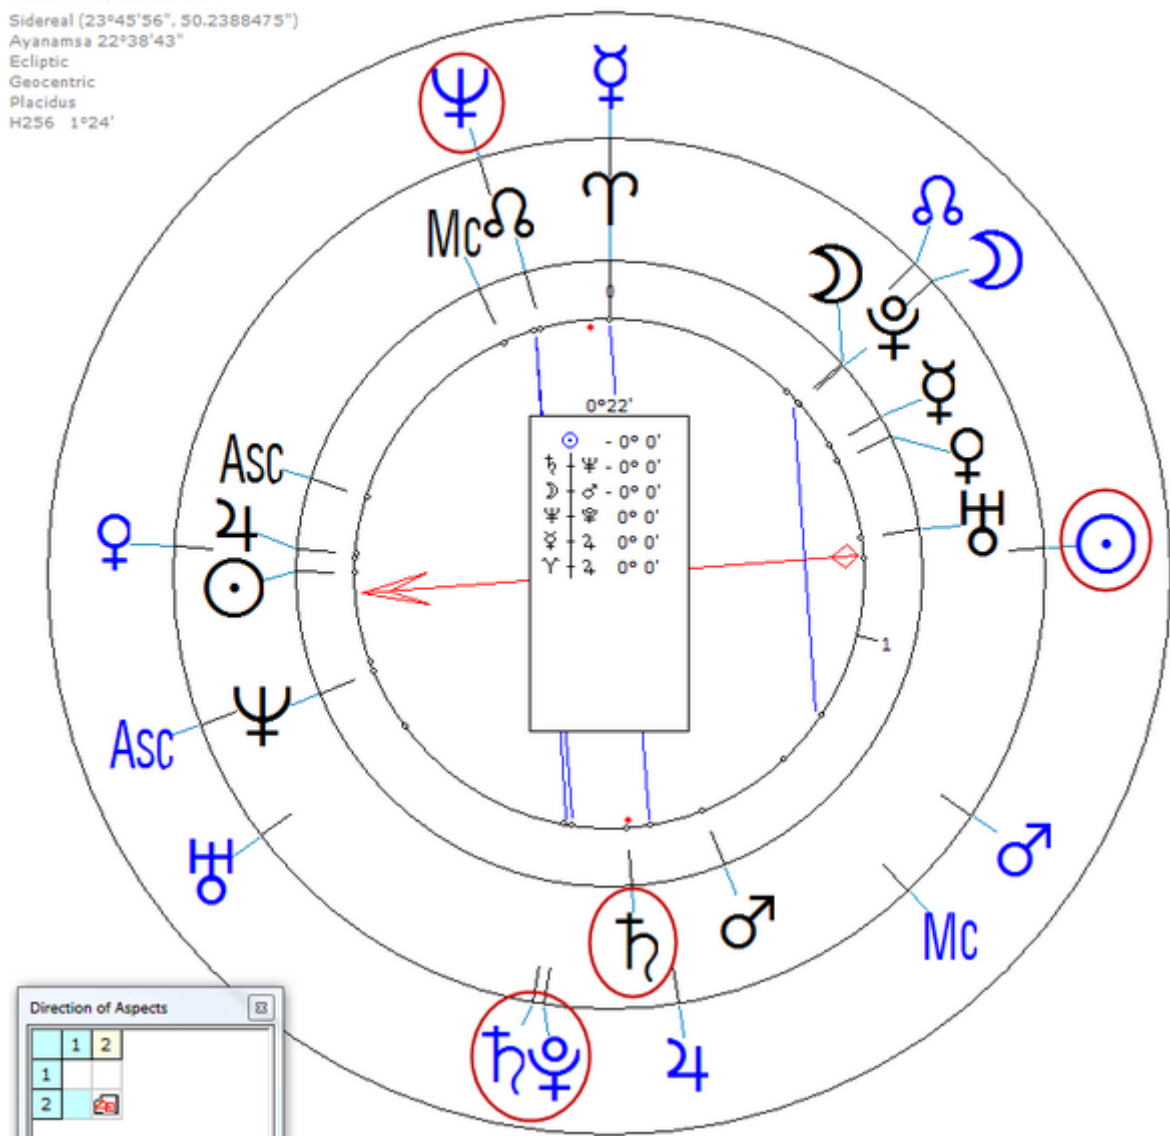 Sidereal (23°45'56", 50.2388475")
Ayanamsa 22°38'43"
Ecliptic
Geocentric
Placidus
H256 1°24'
♆ ☿
♈ ☊
Mc ☊ ☽ ☽
0 ♇
☿
0°22'
☉ - 0° 0'
♄ + ♆ - 0° 0'
☽ + ♂ - 0° 0'
♆ + ♇ 0° 0'
☿ + ♃ 0° 0'
♈ + ♃ 0° 0'
Asc ♀
♀ ♃ ♅ ☉
☉
1
♆
Asc
♅ ♂
♄ ♂ Mc
♄ ♇ ♃
Direction of Aspects
1 2
1
2